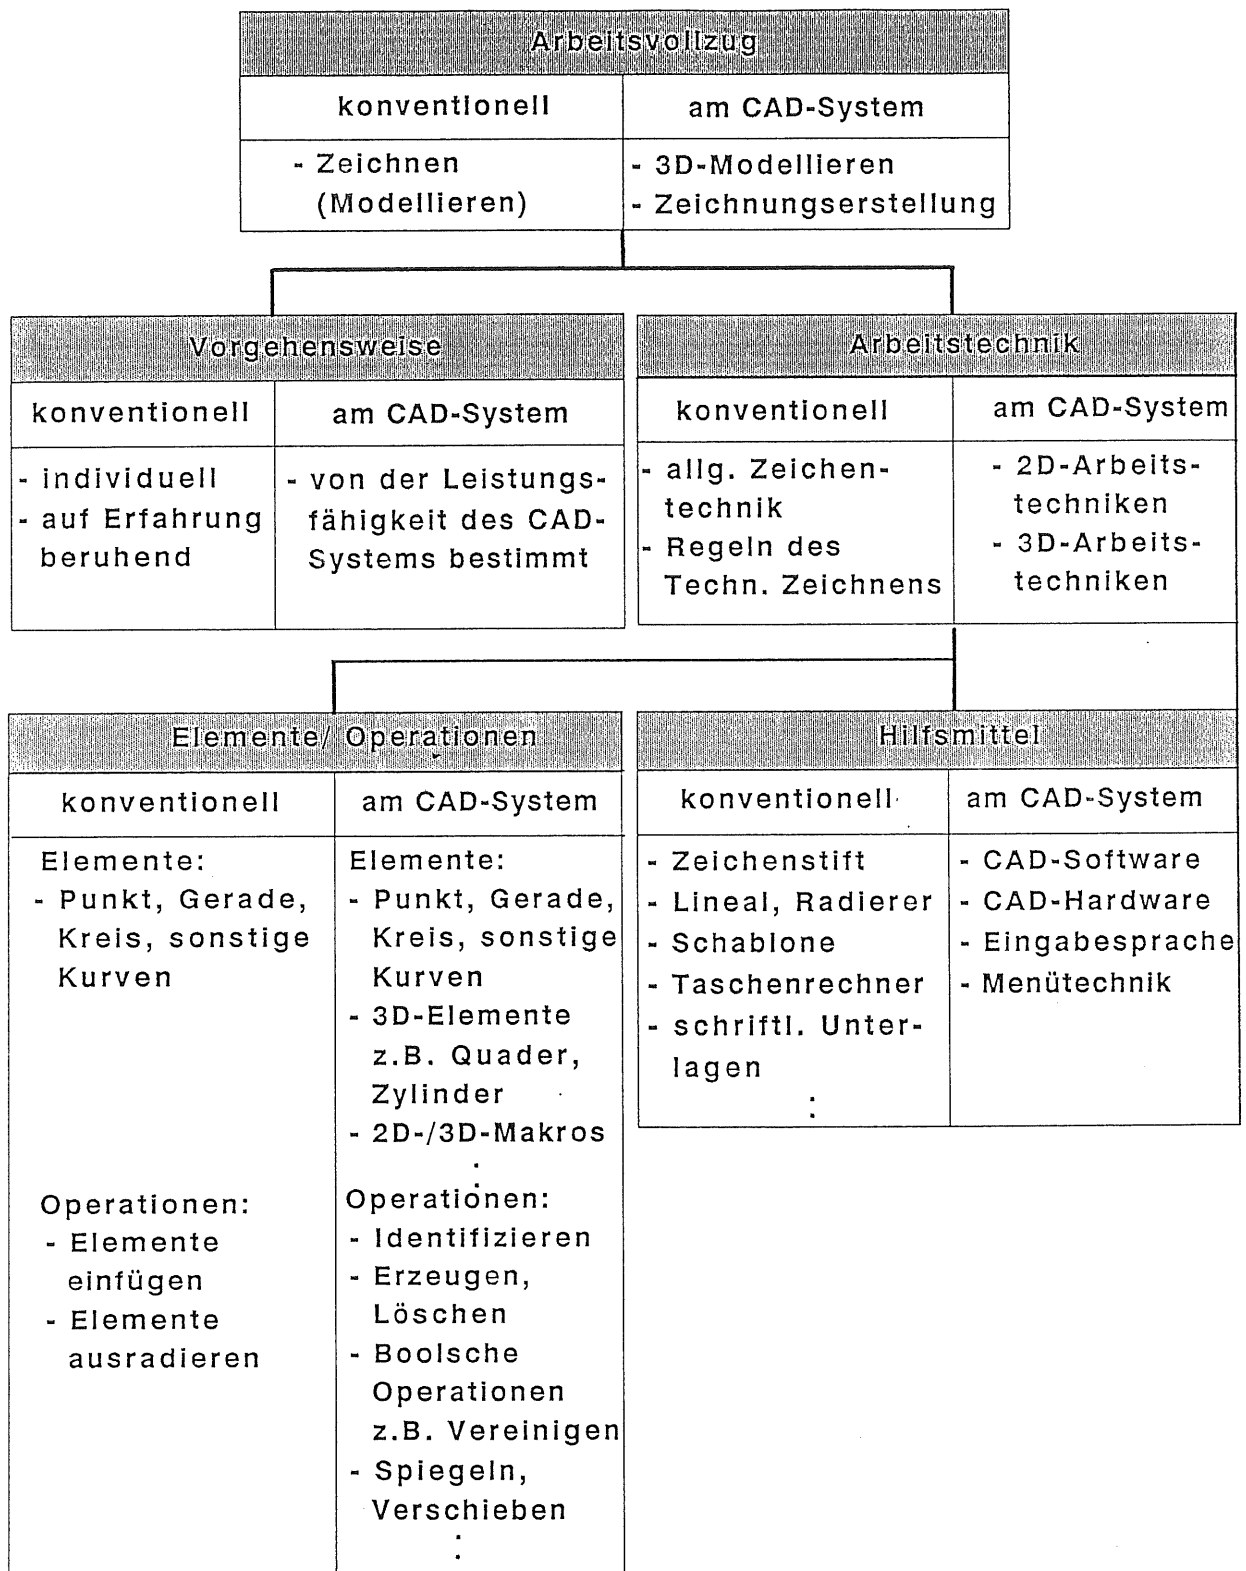 Arbeitsvollzug
konventionell
am CAD-System
- Zeichnen
(Modellieren)
- 3D-Modellieren
- Zeichnungserstellung
Vorgehensweise
konventionell
am CAD-System
- individuell
- auf Erfahrung
beruhend
- von der Leistungs-
fähigkeit des CAD-
Systems bestimmt
Arbeitstechnik
konventionell
am CAD-System
- allg. Zeichen-
technik
- Regeln des
Techn. Zeichnens
- 2D-Arbeits-
techniken
- 3D-Arbeits-
techniken
Elemente/ Operationen
konventionell
am CAD-System
Elemente:
- Punkt, Gerade,
Kreis, sonstige
Kurven
Operationen:
- Elemente
einfügen
- Elemente
ausradieren
Elemente:
- Punkt, Gerade,
Kreis, sonstige
Kurven
- 3D-Elemente
z.B. Quader,
Zylinder
- 2D-/3D-Makros
:
Operationen:
- Identifizieren
- Erzeugen,
Löschen
- Boolsche
Operationen
z.B. Vereinigen
- Spiegeln,
Verschieben
:
Hilfsmittel
konventionell
am CAD-System
- Zeichenstift
- Lineal, Radierer
- Schablone
- Taschenrechner
- schriftl. Unter-
lagen
:
- CAD-Software
- CAD-Hardware
- Eingabesprache
- Menütechnik